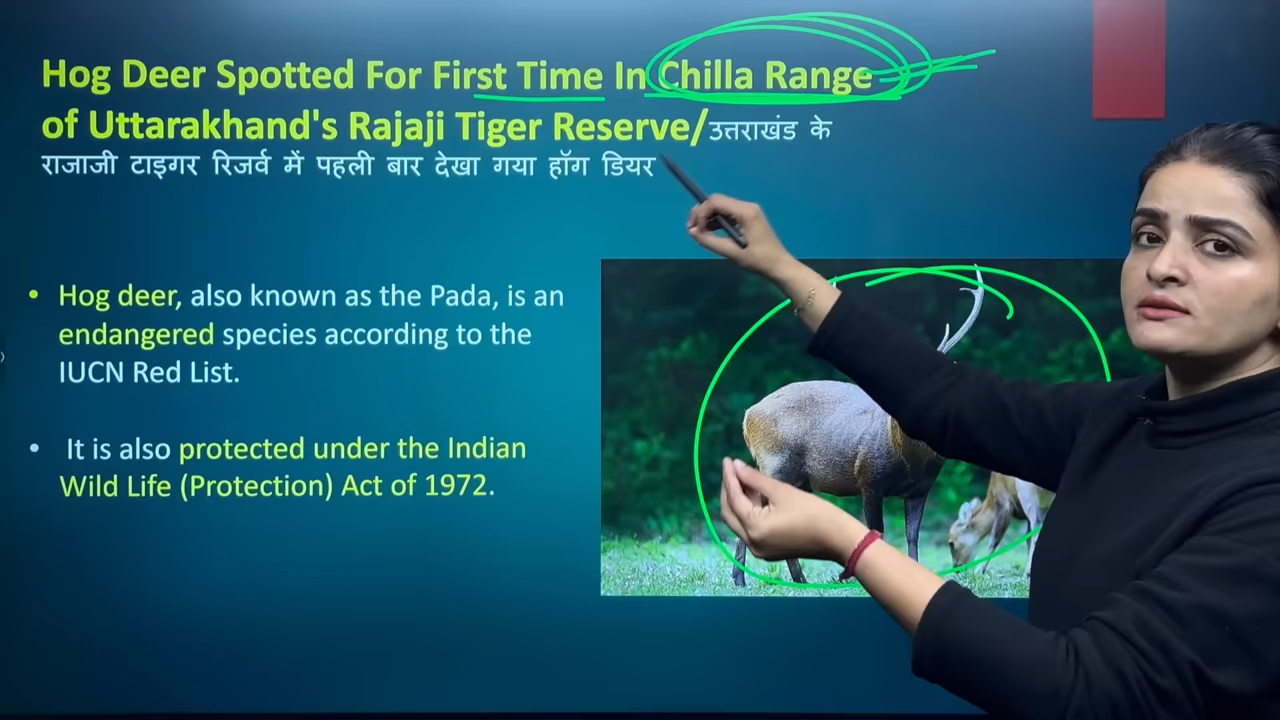 Hog Deer Spotted For First Time In Chilla Range
of Uttarakhand's Rajaji Tiger Reserve/उत्तराखंड के
राजाजी टाइगर रिजर्व में पहली बार देखा गया हॉग डियर
• Hog deer, also known as the Pada, is an
endangered species according to the
IUCN Red List.
• It is also protected under the Indian
Wild Life (Protection) Act of 1972.